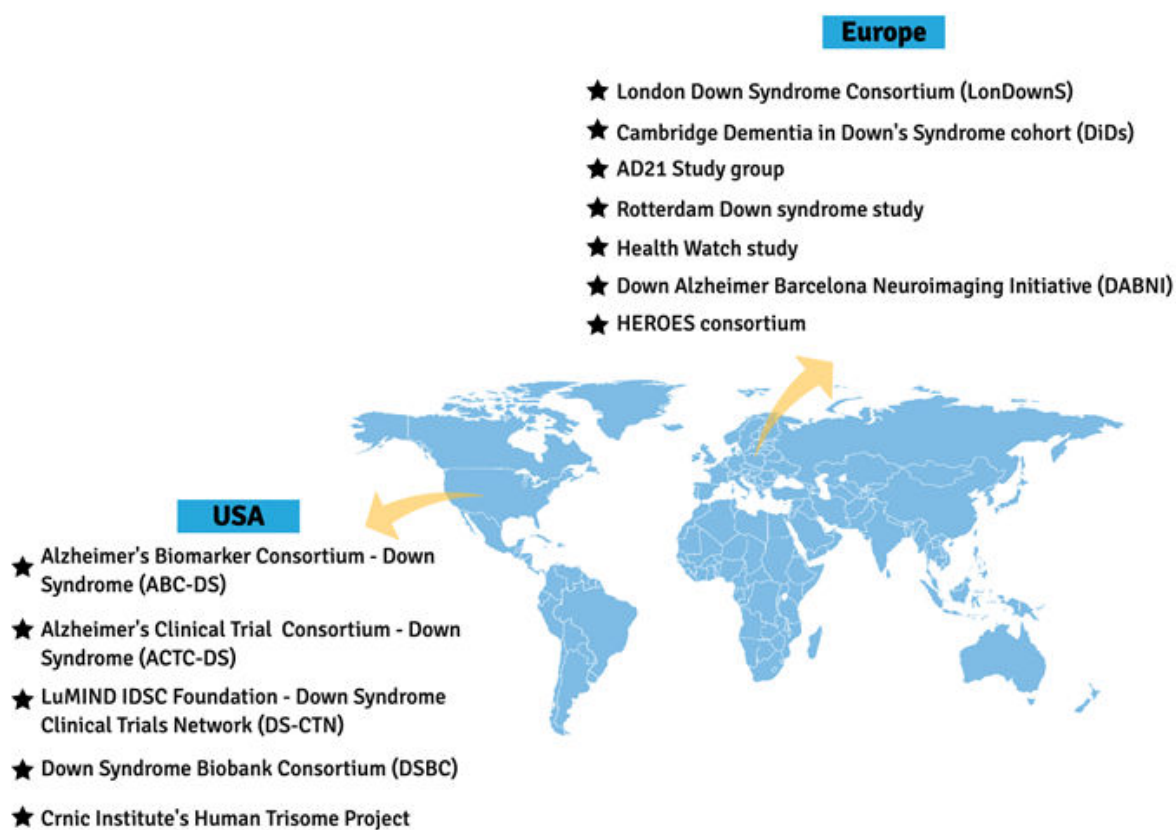 Europe
★ London Down Syndrome Consortium (LonDownS)
★ Cambridge Dementia in Down's Syndrome cohort (DiDs)
★ AD21 Study group
★ Rotterdam Down syndrome study
★ Health Watch study
★ Down Alzheimer Barcelona Neuroimaging Initiative (DABNI)
★ HEROES consortium
USA
★ Alzheimer's Biomarker Consortium - Down
Syndrome (ABC-DS)
★ Alzheimer's Clinical Trial Consortium - Down
Syndrome (ACTC-DS)
★ LuMIND IDSC Foundation - Down Syndrome
Clinical Trials Network (DS-CTN)
★ Down Syndrome Biobank Consortium (DSBC)
★ Crnic Institute's Human Trisome Project